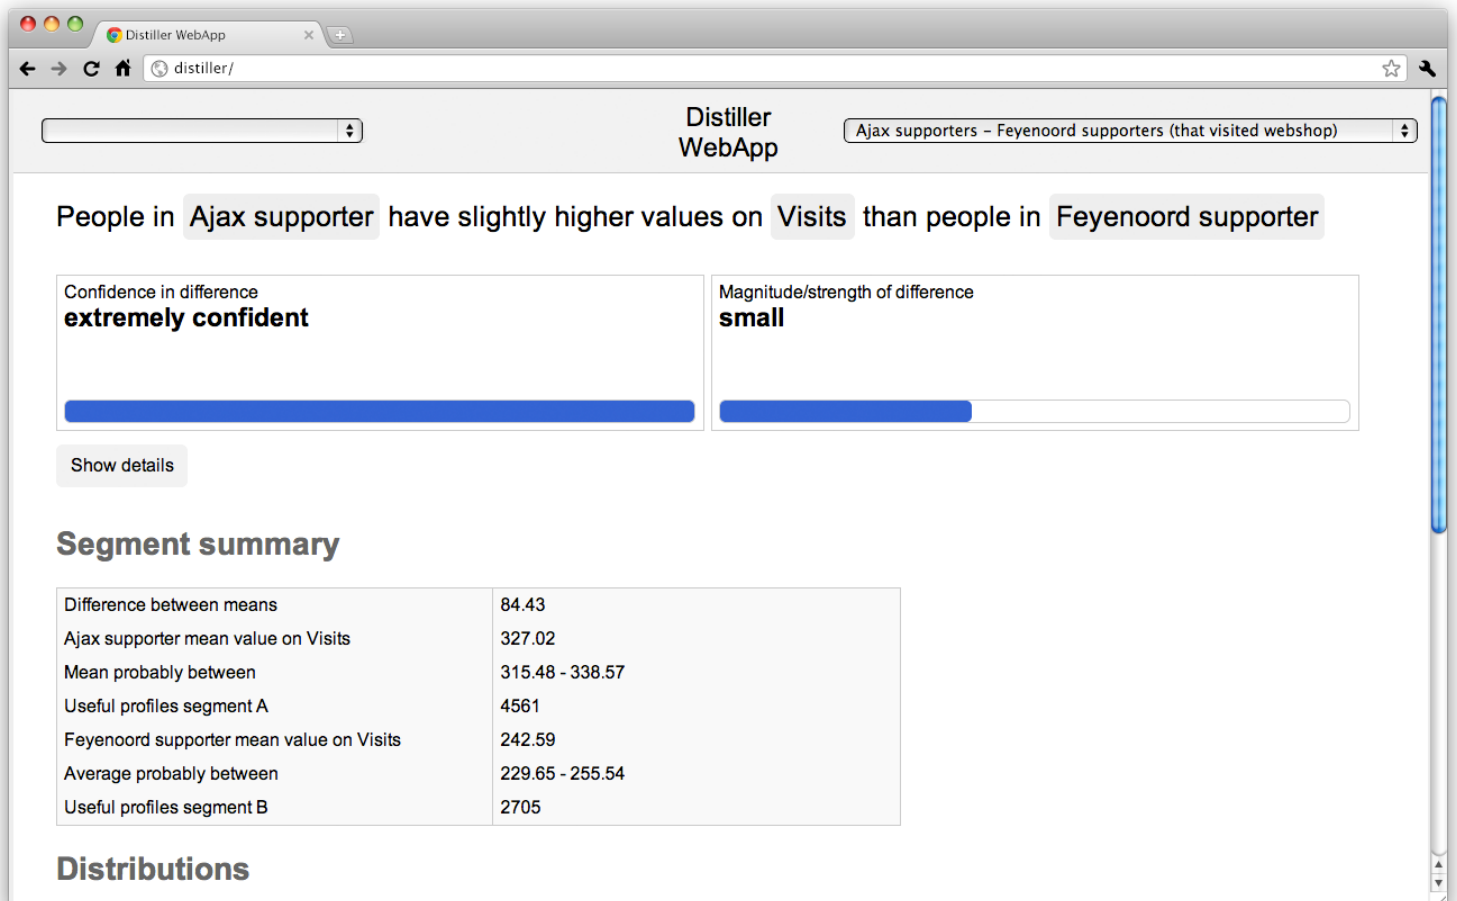 Distiller WebApp
distiller/
Distiller
WebApp
Ajax supporters - Feyenoord supporters (that visited webshop)
People in Ajax supporter have slightly higher values on Visits than people in Feyenoord supporter
Confidence in difference
extremely confident
Magnitude/strength of difference
small
Show details
Segment summary
Difference between means 84.43
Ajax supporter mean value on Visits 327.02
Mean probably between 315.48 - 338.57
Useful profiles segment A 4561
Feyenoord supporter mean value on Visits 242.59
Average probably between 229.65 - 255.54
Useful profiles segment B 2705
Distributions